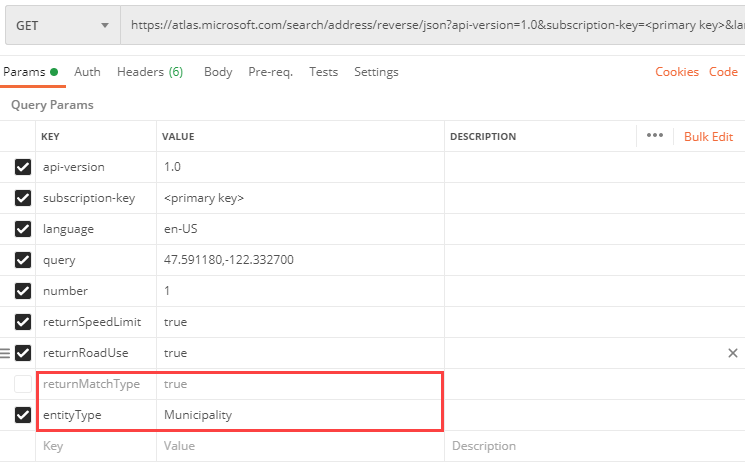 GET https://atlas.microsoft.com/search/address/reverse/json?api-version=1.0&subscription-key=<primary key>&lan
Params Auth Headers (6) Body Pre-req. Tests Settings Cookies Code
Query Params
KEY VALUE DESCRIPTION ••• Bulk Edit
api-version 1.0
subscription-key <primary key>
language en-US
query 47.591180,-122.332700
number 1
returnSpeedLimit true
returnRoadUse true
returnMatchType true
entityType Municipality
Key Value Description